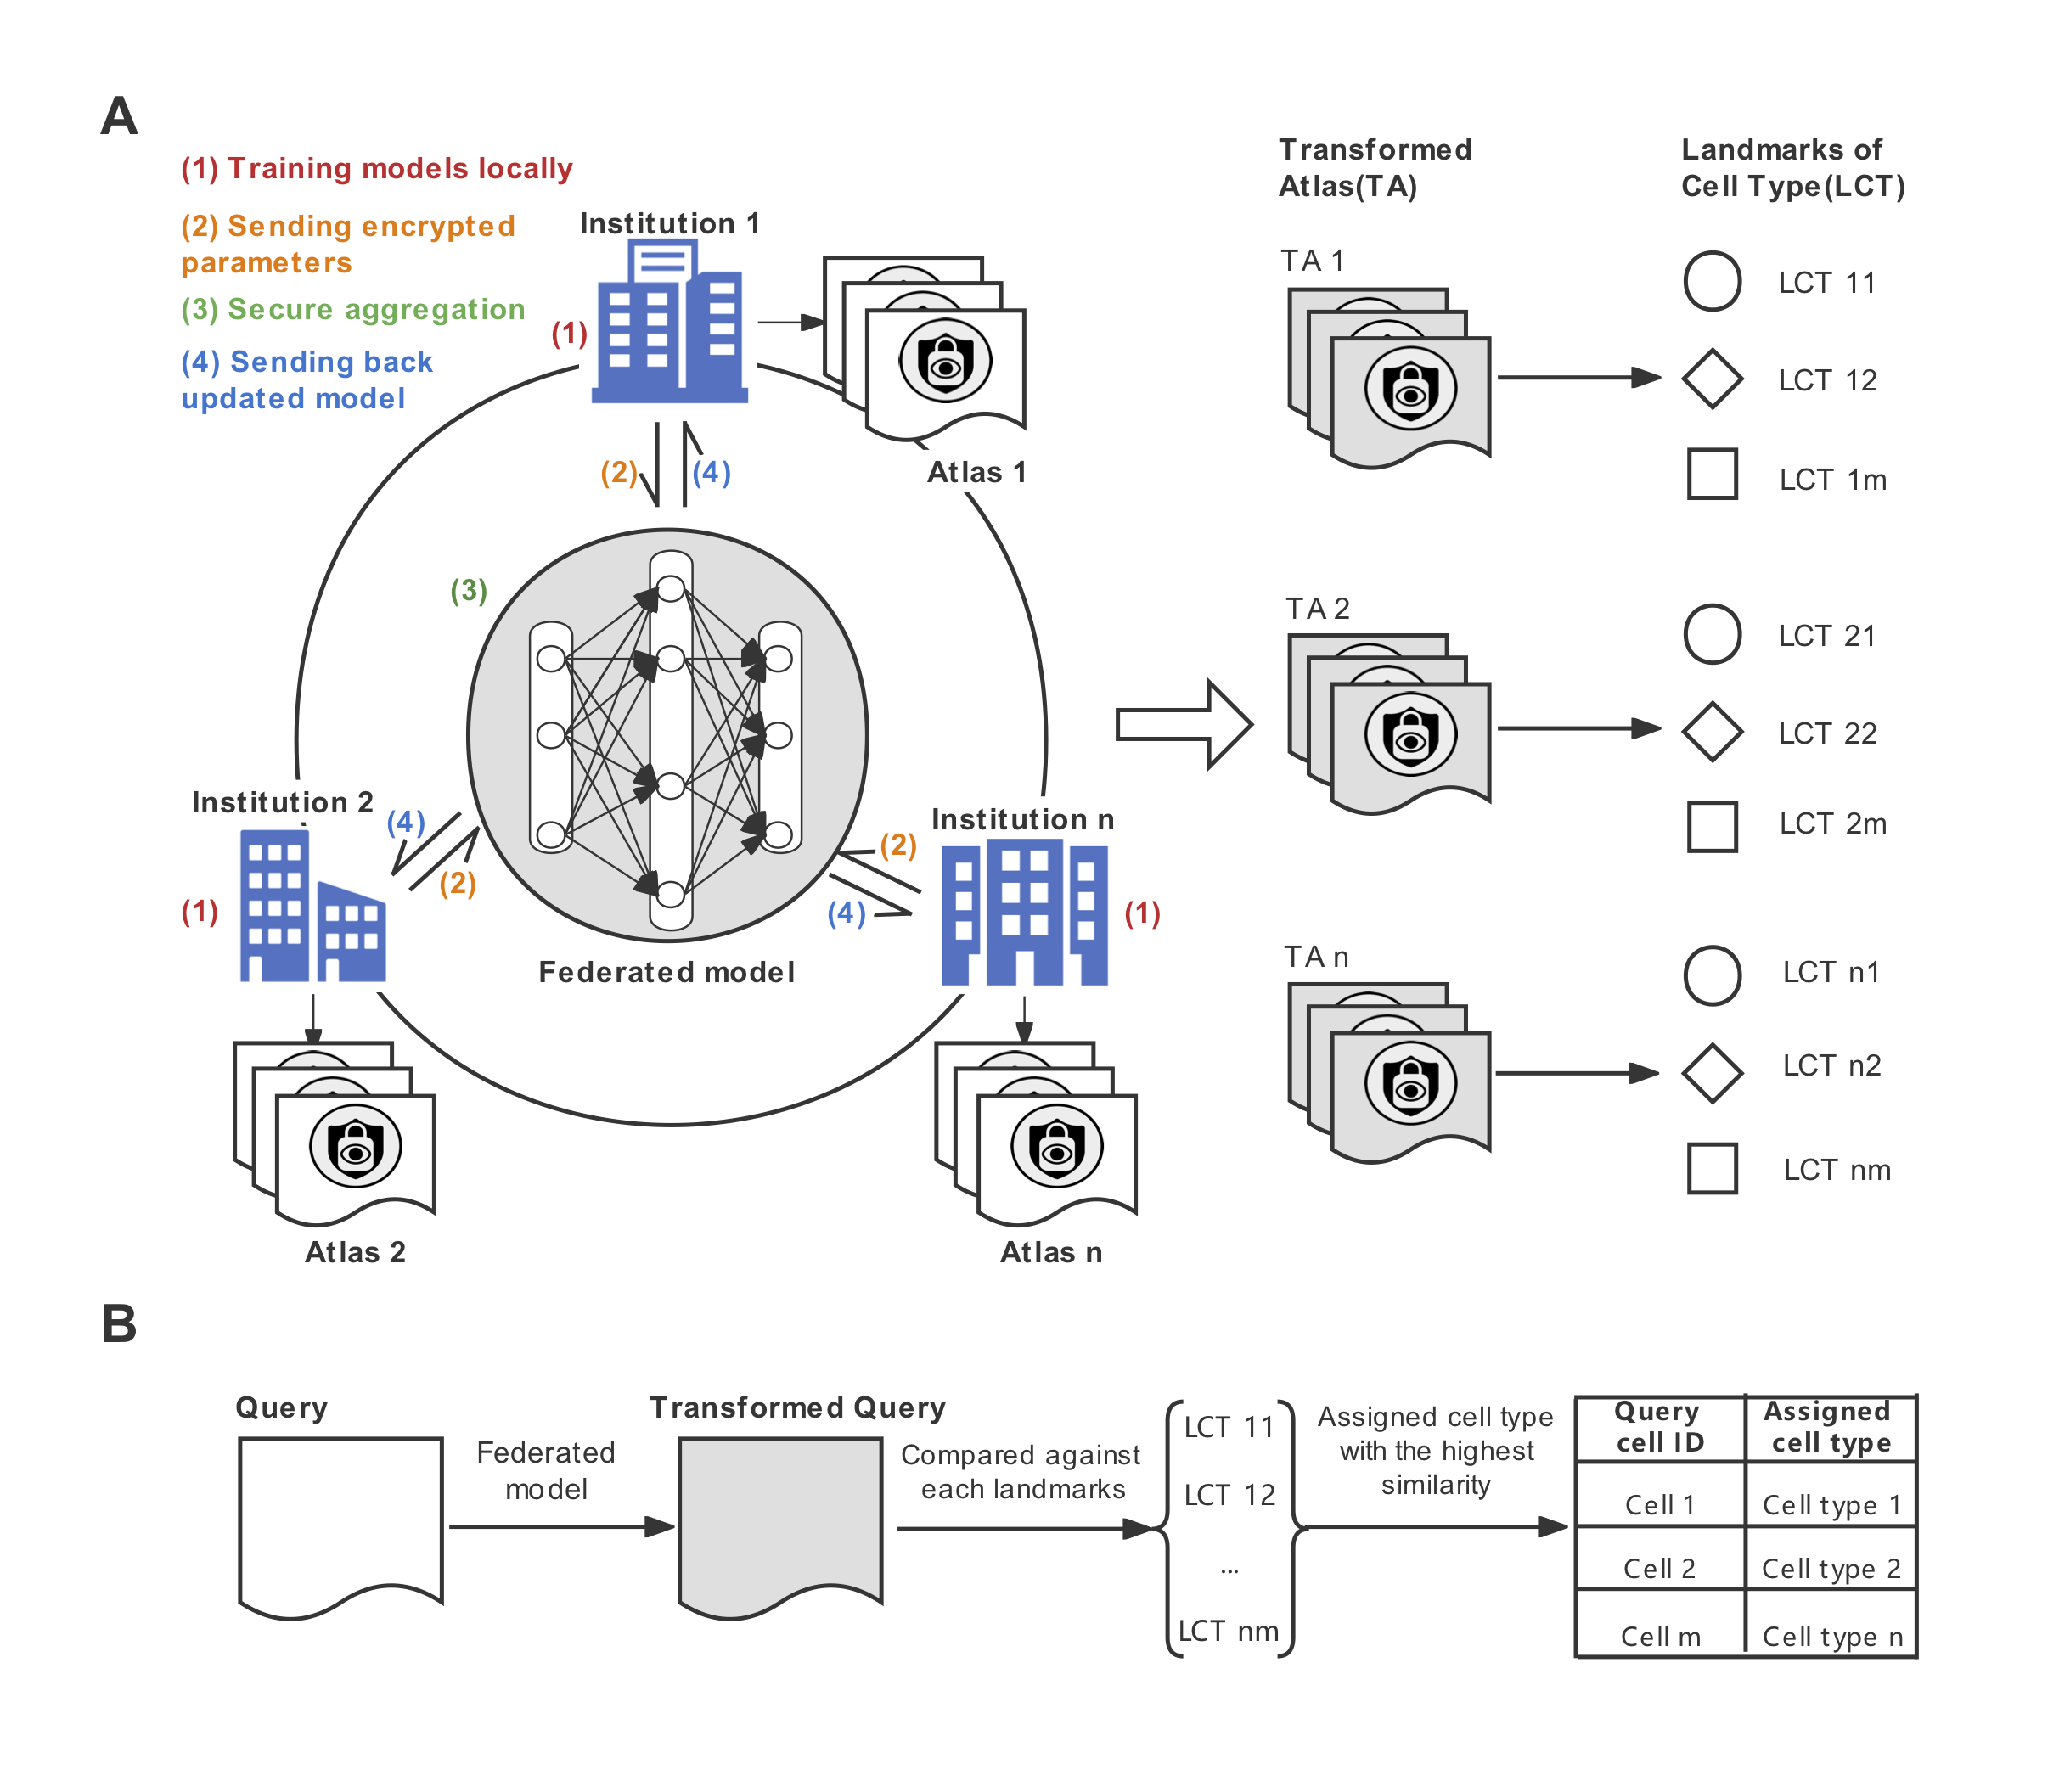 A
(1) Training models locally
(2) Sending encrypted
parameters
(3) Secure aggregation
(4) Sending back
updated model
Institution 1
(1)
Atlas 1
(2)
(4)
(3)
Federated model
Institution 2
(4)
(2)
(1)
Atlas 2
Institution n
(2)
(4)
(1)
Atlas n
Transformed
Atlas(TA)
Landmarks of
Cell Type(LCT)
TA 1
LCT 11
LCT 12
LCT 1m
TA 2
LCT 21
LCT 22
LCT 2m
TA n
LCT n1
LCT n2
LCT nm
B
Query
Federated
model
Transformed Query
Compared against
each landmarks
LCT 11
LCT 12
...
LCT nm
Assigned cell type
with the highest
similarity
Query
cell ID
Assigned
cell type
Cell 1
Cell type 1
Cell 2
Cell type 2
Cell m
Cell type n